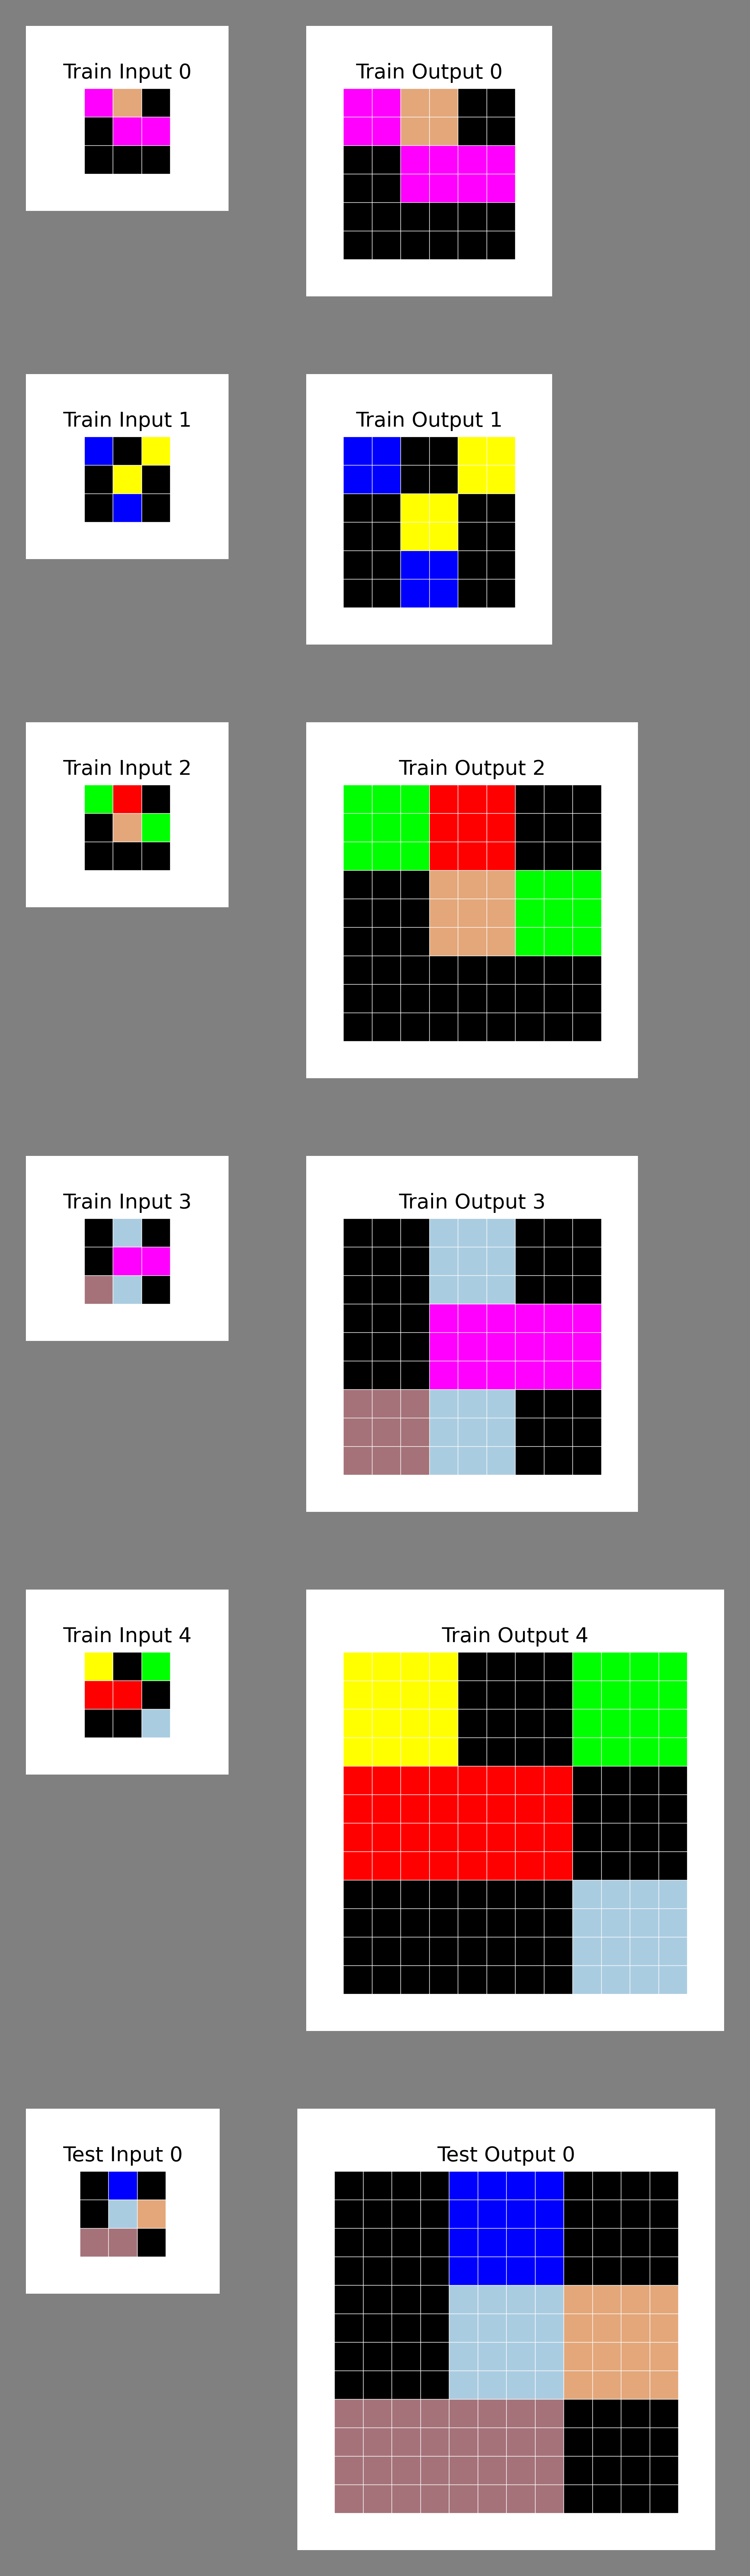 Train Input 0
Train Output 0
Train Input 1
Train Output 1
Train Input 2
Train Output 2
Train Input 3
Train Output 3
Train Input 4
Train Output 4
Test Input 0
Test Output 0